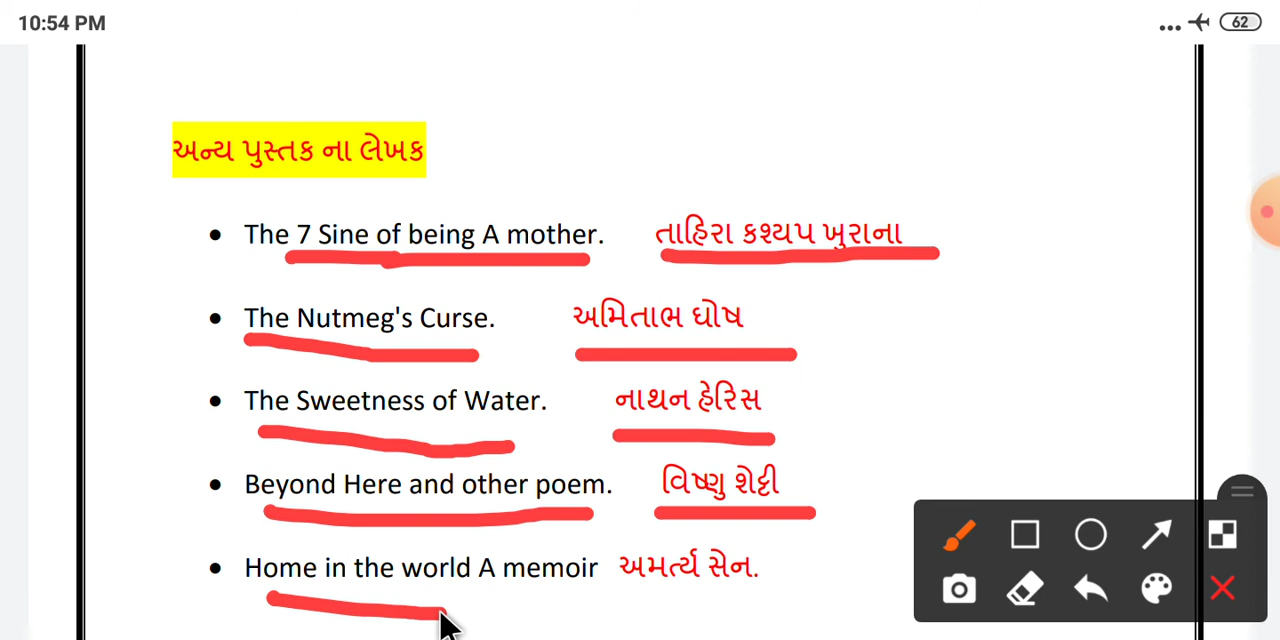 10:54 PM
62
અન્ય પુસ્તક ના લેખક
The 7 Sine of being A mother. તાહિરા કશ્યપ ખુરાના
The Nutmeg's Curse. અમિતાભ ઘોષ
The Sweetness of Water. નાથન હેરિસ
Beyond Here and other poem. વિષ્ણુ શેટ્ટી
Home in the world A memoir અમર્ત્ય સેન.